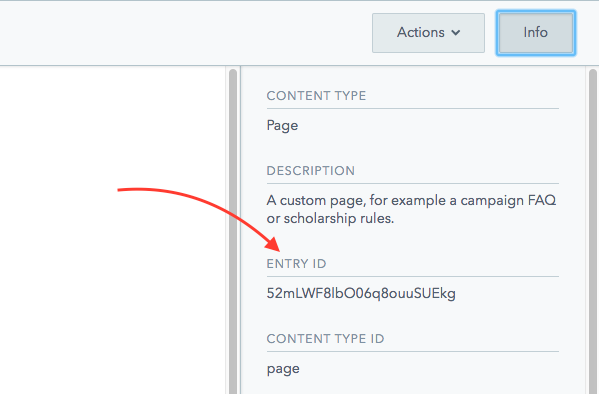 Actions
Info
CONTENT TYPE
Page
DESCRIPTION
A custom page, for example a campaign FAQ
or scholarship rules.
ENTRY ID
52mLWF8lbO06q8ouuSUEkg
CONTENT TYPE ID
page